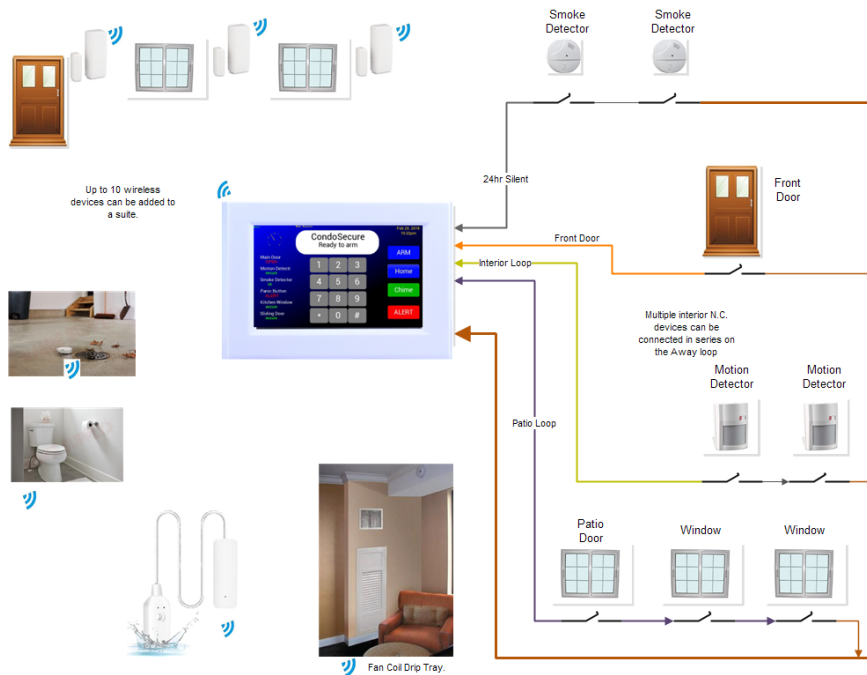 Smoke
Detector
Smoke
Detector
Up to 10 wireless
devices can be added to
a suite.
24hr Silent
Front
Door
Front Door
Interior Loop
CondoSecure
Ready to arm
Main Door
OPEN
Motion Detect
Smoke Detector
Panic Button
ALERT
Kitchen Window
Sliding Door
1 2 3
4 5 6
7 8 9
* 0 #
ARM
Home
Chime
ALERT
Multiple interior N.C.
devices can be
connected in series on
the Away loop
Motion
Detector
Motion
Detector
Patio Loop
Patio
Door
Window
Window
Fan Coil Drip Tray.